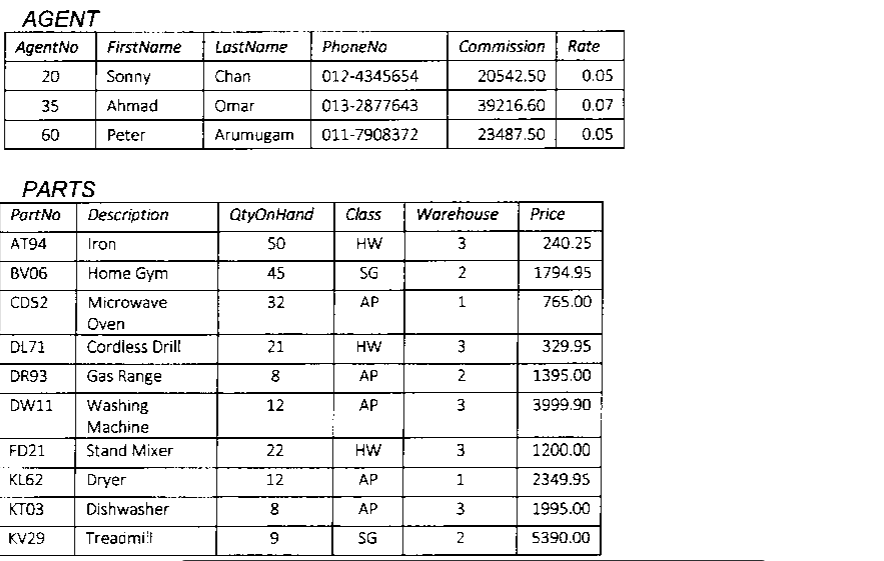 AGENT
AgentNo FirstName LastName PhoneNo Commission Rate
20 Sonny Chan 012-4345654 20542.50 0.05
35 Ahmad Omar 013-2877643 39216.60 0.07
60 Peter Arumugam 011-7908372 23487.50 0.05
PARTS
PartNo Description QtyOnHand Class Warehouse Price
AT94 Iron 50 HW 3 240.25
BV06 Home Gym 45 SG 2 1794.95
CD52 Microwave 32 AP 1 765.00
Oven
DL71 Cordless Drill 21 HW 3 329.95
DR93 Gas Range 8 AP 2 1395.00
DW11 Washing 12 AP 3 3999.90
Machine
FD21 Stand Mixer 22 HW 3 1200.00
KL62 Dryer 12 AP 1 2349.95
KT03 Dishwasher 8 AP 3 1995.00
KV29 Treadmill 9 SG 2 5390.00